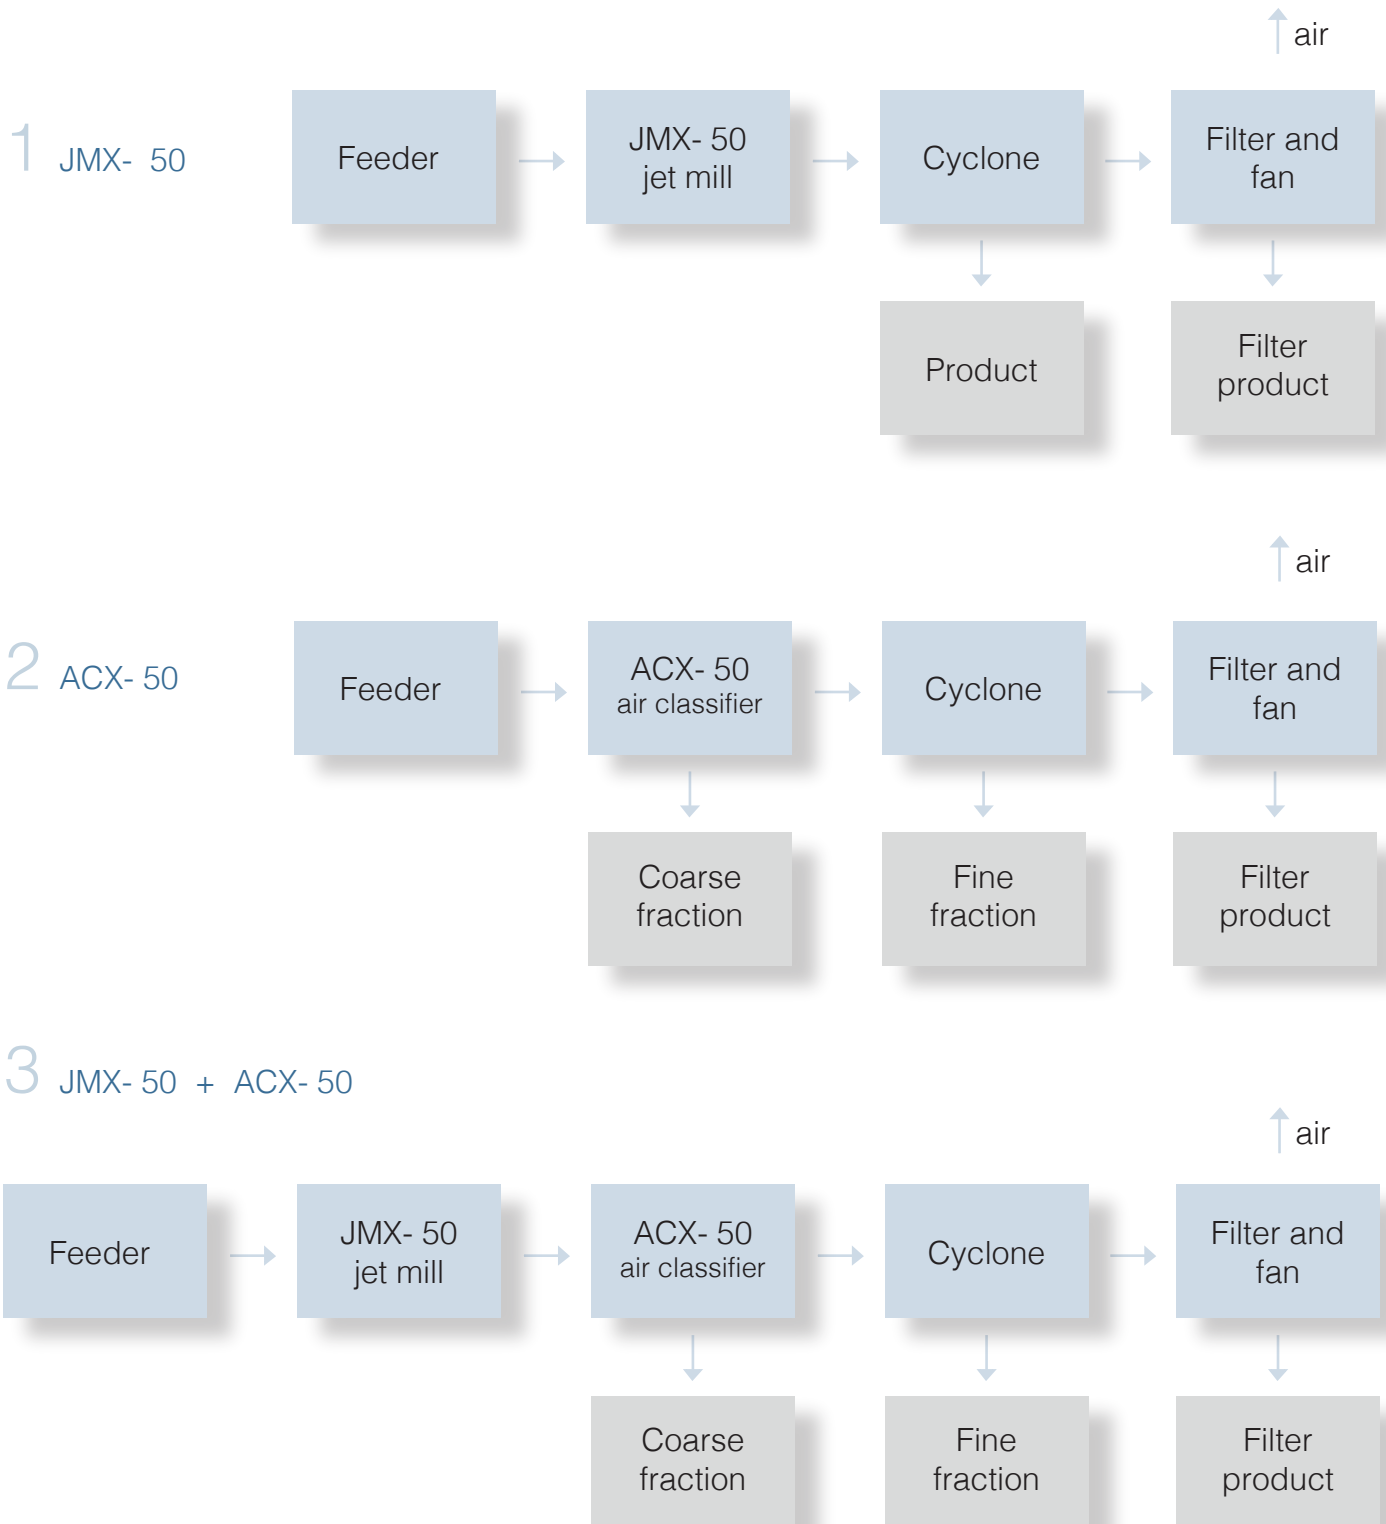 air
1 JMX- 50
Feeder
JMX- 50
jet mill
Cyclone
Filter and
fan
Product
Filter
product
air
2 ACX- 50
Feeder
ACX- 50
air classifier
Cyclone
Filter and
fan
Coarse
fraction
Fine
fraction
Filter
product
3 JMX- 50 + ACX- 50
air
Feeder
JMX- 50
jet mill
ACX- 50
air classifier
Cyclone
Filter and
fan
Coarse
fraction
Fine
fraction
Filter
product